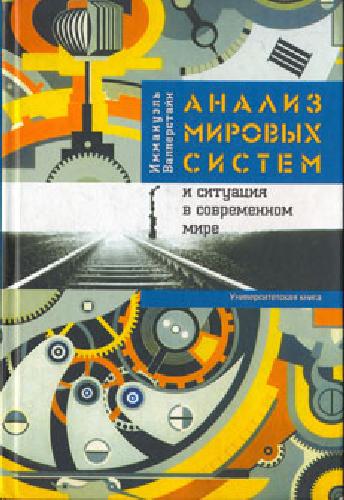 Иммануэль
Валлерстайн
АНАЛИЗ
МИРОВЫХ
СИСТЕМ
и ситуация
в современном
мире
Университетская книга